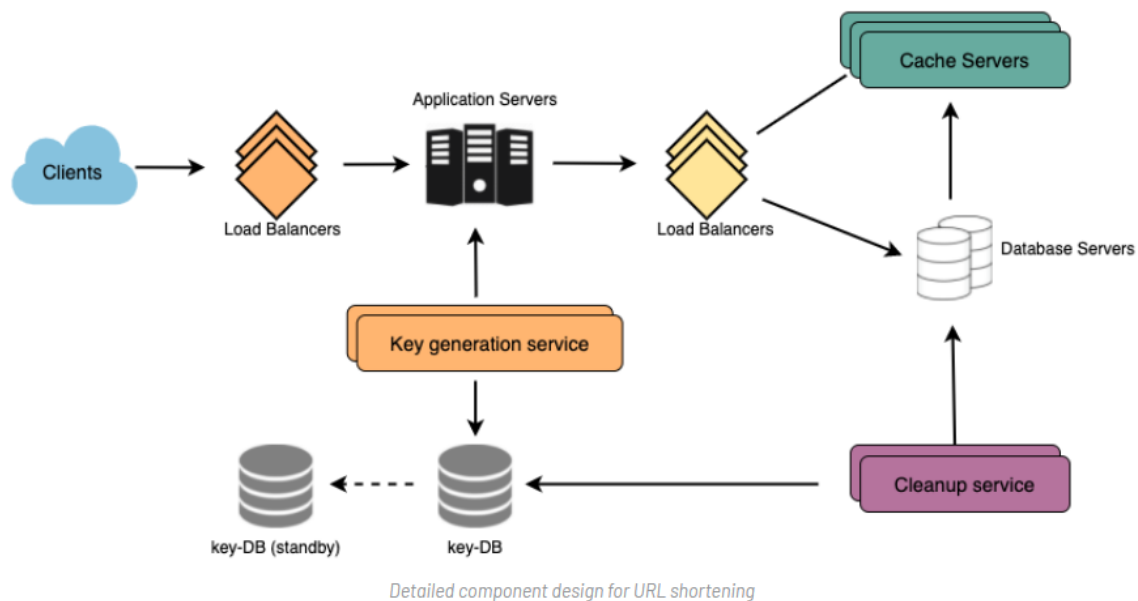 Cache Servers
Application Servers
Clients
Load Balancers
Load Balancers
Database Servers
Key generation service
Cleanup service
key-DB (standby)
key-DB
Detailed component design for URL shortening